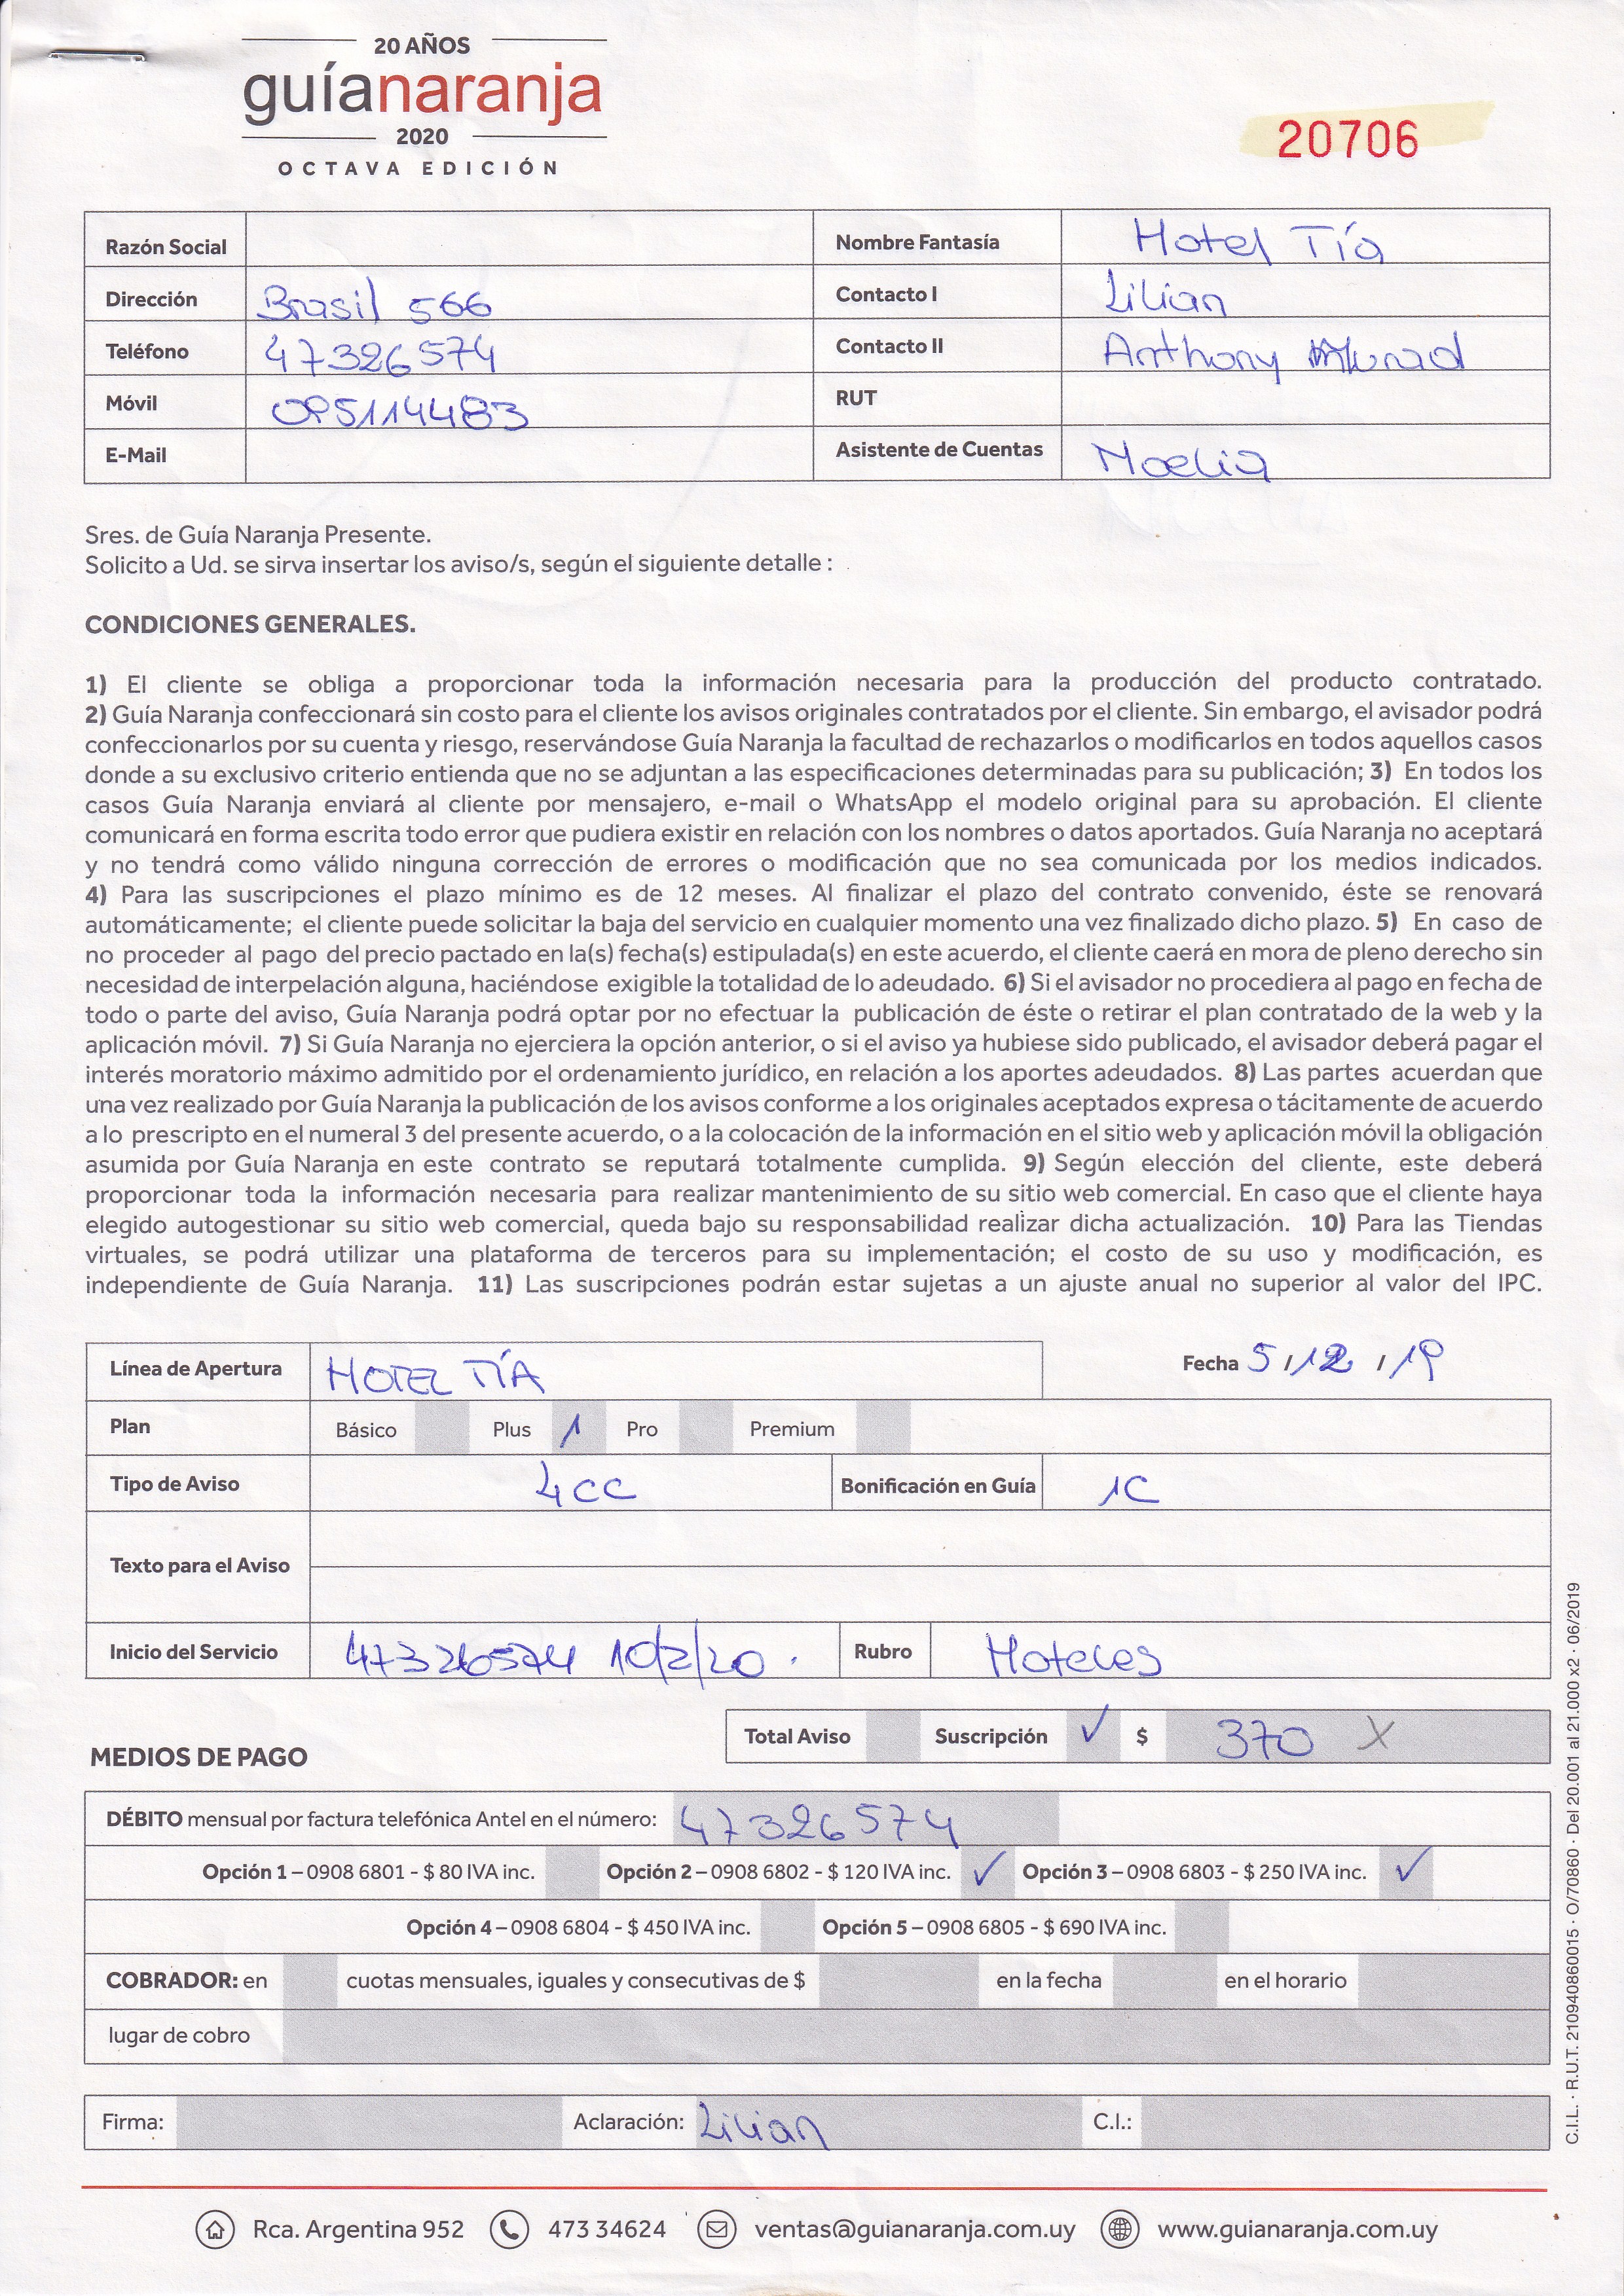 20 AÑOS
guíanaranja
2020
OCTAVA EDICIÓN
20706
Razón Social
Nombre Fantasía Hotel Tía
Dirección Brasil 566
Contacto I Lilian
Teléfono 47326574
Contacto II Anthony
Móvil 095114483
RUT
E-Mail
Asistente de Cuentas Noelia
Sres. de Guía Naranja Presente.
Solicito a Ud. se sirva insertar los aviso/s, según el siguiente detalle :
CONDICIONES GENERALES.
1) El cliente se obliga a proporcionar toda la información necesaria para la producción del producto contratado.
2) Guía Naranja confeccionará sin costo para el cliente los avisos originales contratados por el cliente. Sin embargo, el avisador podrá
confeccionarlos por su cuenta y riesgo, reservándose Guía Naranja la facultad de rechazarlos o modificarlos en todos aquellos casos
donde a su exclusivo criterio entienda que no se adjuntan a las especificaciones determinadas para su publicación; 3) En todos los
casos Guía Naranja enviará al cliente por mensajero, e-mail o WhatsApp el modelo original para su aprobación. El cliente
comunicará en forma escrita todo error que pudiera existir en relación con los nombres o datos aportados. Guía Naranja no aceptará
y no tendrá como válido ninguna corrección de errores o modificación que no sea comunicada por los medios indicados.
4) Para las suscripciones el plazo mínimo es de 12 meses. Al finalizar el plazo del contrato convenido, éste se renovará
automáticamente; el cliente puede solicitar la baja del servicio en cualquier momento una vez finalizado dicho plazo. 5) En caso de
no proceder al pago del precio pactado en la(s) fecha(s) estipulada(s) en este acuerdo, el cliente caerá en mora de pleno derecho sin
necesidad de interpelación alguna, haciéndose exigible la totalidad de lo adeudado. 6) Si el avisador no procediera al pago en fecha de
todo o parte del aviso, Guía Naranja podrá optar por no efectuar la publicación de éste o retirar el plan contratado de la web y la
aplicación móvil. 7) Si Guía Naranja no ejerciera la opción anterior, o si el aviso ya hubiese sido publicado, el avisador deberá pagar el
interés moratorio máximo admitido por el ordenamiento jurídico, en relación a los aportes adeudados. 8) Las partes acuerdan que
una vez realizado por Guía Naranja la publicación de los avisos conforme a los originales aceptados expresa o tácitamente de acuerdo
a lo prescripto en el numeral 3 del presente acuerdo, o a la colocación de la información en el sitio web y aplicación móvil la obligación
asumida por Guía Naranja en este contrato se reputará totalmente cumplida. 9) Según elección del cliente, este deberá
proporcionar toda la información necesaria para realizar mantenimiento de su sitio web comercial. En caso que el cliente haya
elegido autogestionar su sitio web comercial, queda bajo su responsabilidad realizar dicha actualización. 10) Para las Tiendas
virtuales, se podrá utilizar una plataforma de terceros para su implementación; el costo de su uso y modificación, es
independiente de Guía Naranja. 11) Las suscripciones podrán estar sujetas a un ajuste anual no superior al valor del IPC.
Línea de Apertura HOTEL TÍA
Fecha 5/12/19
Plan Básico Plus 1 Pro Premium
Tipo de Aviso 4CC Bonificación en Guía 1C
Texto para el Aviso
Inicio del Servicio 47326574 10/2/20. Rubro Hoteles
Total Aviso Suscripción ✓ $ 370 X
MEDIOS DE PAGO
DÉBITO mensual por factura telefónica Antel en el número: 47326574
Opción 1 – 0908 6801 - $ 80 IVA inc. Opción 2 – 0908 6802 - $ 120 IVA inc. ✓ Opción 3 – 0908 6803 - $ 250 IVA inc. ✓
Opción 4 – 0908 6804 - $ 450 IVA inc. Opción 5 – 0908 6805 - $ 690 IVA inc.
COBRADOR: en cuotas mensuales, iguales y consecutivas de $ en la fecha en el horario
lugar de cobro
Firma: Aclaración: Lilian C.I.:
Rca. Argentina 952 473 34624 ventas@guianaranja.com.uy www.guianaranja.com.uy
C.I.L. · R.U.T. 210940860015 · O/70860 · Del 20.001 al 21.000 x2 · 06/2019